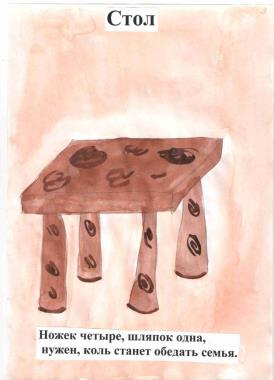 Стол
Ножек четыре, шляпок одна,
нужен, коль станет обедать семья.